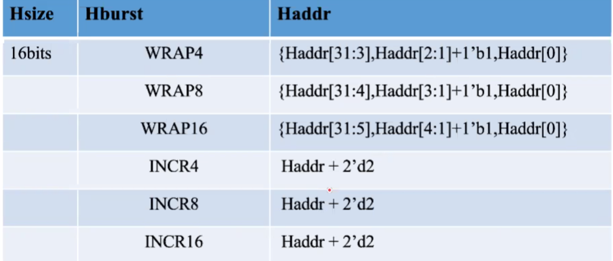 Hsize Hburst Haddr
16bits WRAP4 {Haddr[31:3],Haddr[2:1]+1’b1,Haddr[0]}
WRAP8 {Haddr[31:4],Haddr[3:1]+1’b1,Haddr[0]}
WRAP16 {Haddr[31:5],Haddr[4:1]+1’b1,Haddr[0]}
INCR4 Haddr + 2’d2
INCR8 Haddr + 2’d2
INCR16 Haddr + 2’d2